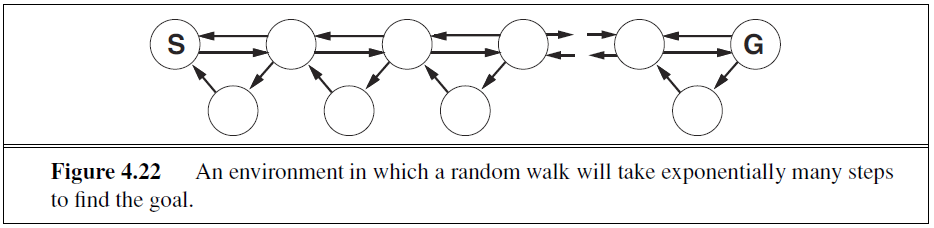 S G
Figure 4.22 An environment in which a random walk will take exponentially many steps
to find the goal.